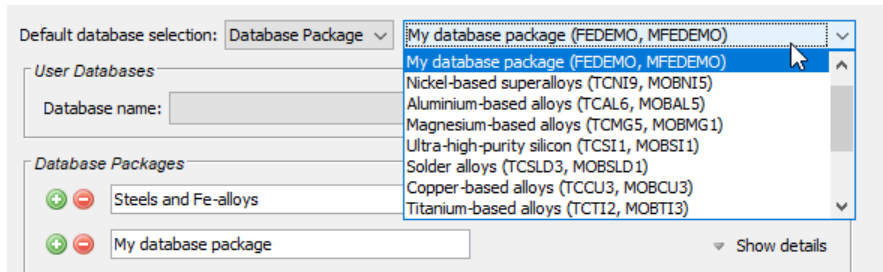 Default database selection: Database Package My database package (FEDEMO, MFEDEMO)
My database package (FEDEMO, MFEDEMO)
User Databases
Nickel-based superalloys (TCNI9, MOBNI5)
Aluminium-based alloys (TCAL6, MOBAL5)
Database name:
Magnesium-based alloys (TCMG5, MOBMG1)
Ultra-high-purity silicon (TCSI1, MOBSI1)
Database Packages
Solder alloys (TCSLD3, MOBSLD1)
Steels and Fe-alloys
Copper-based alloys (TCCU3, MOBCU3)
Titanium-based alloys (TCTI2, MOBTI3)
My database package
Show details